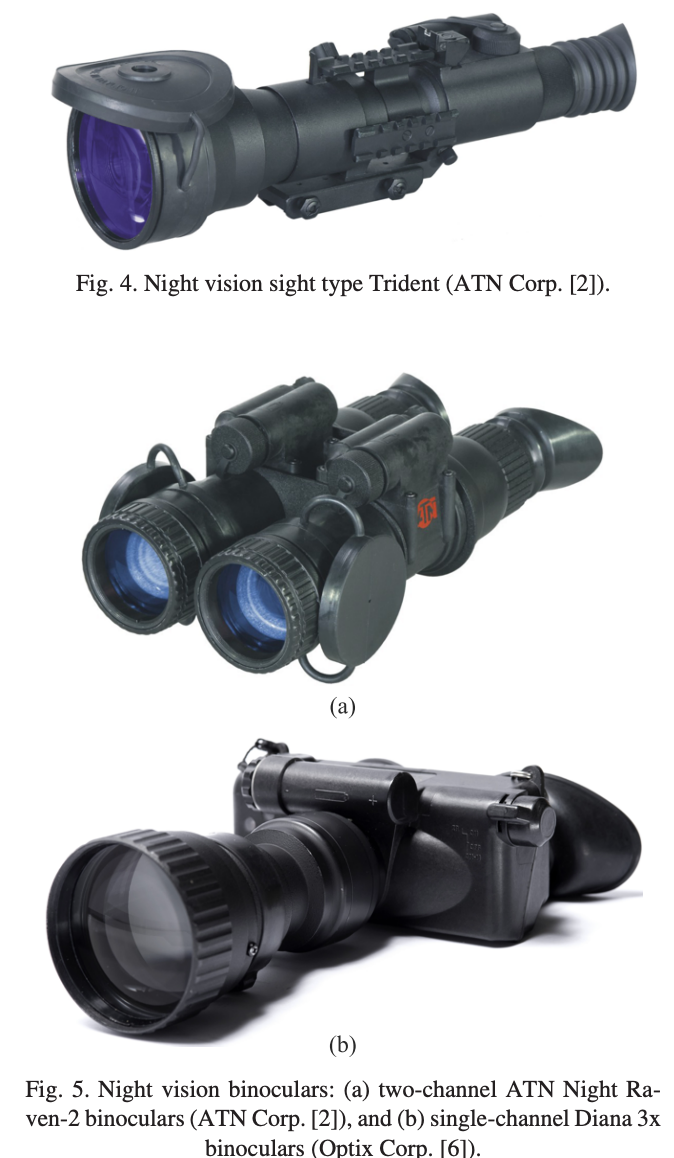 Fig. 4. Night vision sight type Trident (ATN Corp. [2]).
(a)
(b)
Fig. 5. Night vision binoculars: (a) two-channel ATN Night Ra-
ven-2 binoculars (ATN Corp. [2]), and (b) single-channel Diana 3x
binoculars (Optix Corp. [6]).